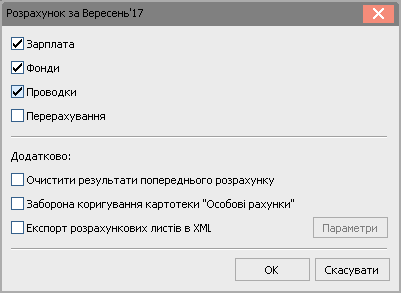 Розрахунок за Вересень'17
Зарплата
Фонди
Проводки
Перерахування
Додатково:
Очистити результати попереднього розрахунку
Заборона коригування картотеки "Особові рахунки"
Експорт розрахункових листів в XML
Параметри
OK
Скасувати